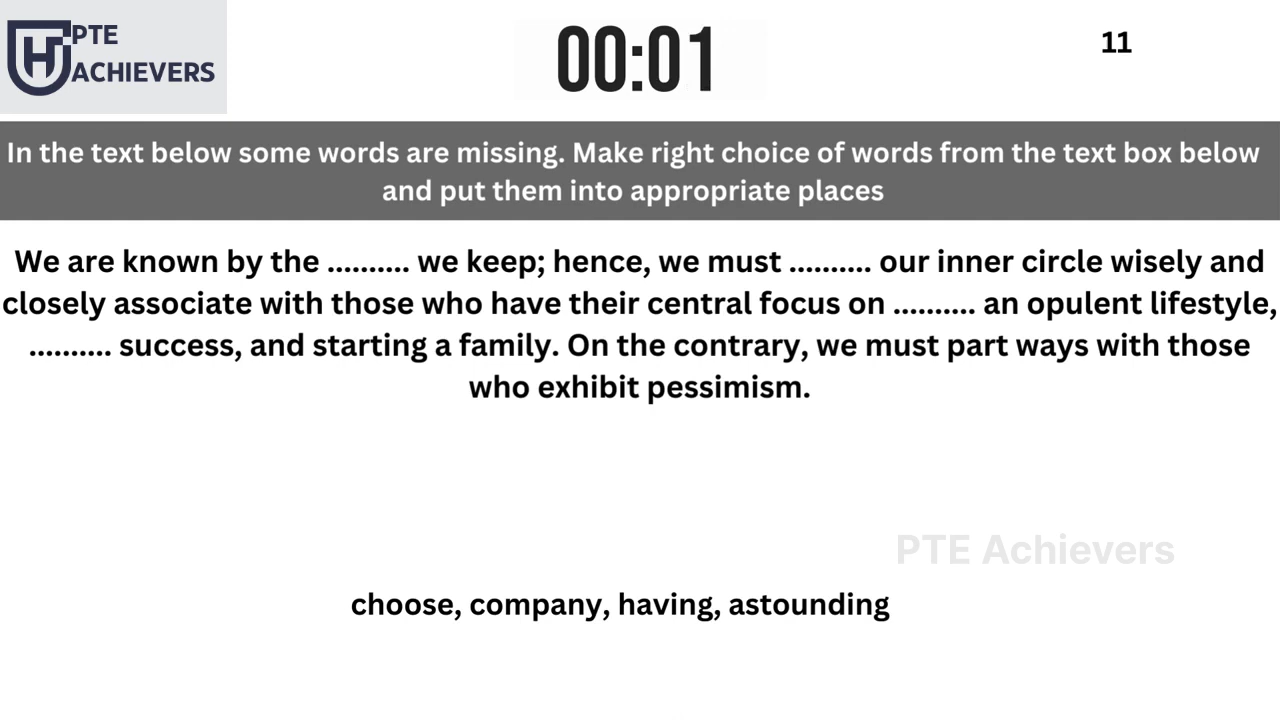 PTE
ACHIEVERS
00:01
11
In the text below some words are missing. Make right choice of words from the text box below
and put them into appropriate places
We are known by the .......... we keep; hence, we must .......... our inner circle wisely and
closely associate with those who have their central focus on .......... an opulent lifestyle,
.......... success, and starting a family. On the contrary, we must part ways with those
who exhibit pessimism.
PTE Achievers
choose, company, having, astounding